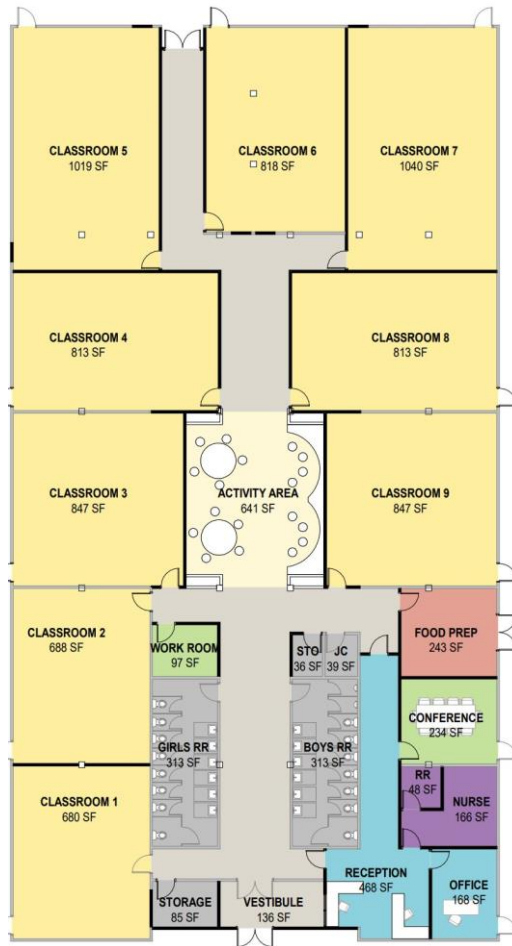 CLASSROOM 5
1019 SF
CLASSROOM 6
818 SF
CLASSROOM 7
1040 SF
CLASSROOM 4
813 SF
CLASSROOM 8
813 SF
CLASSROOM 3
847 SF
ACTIVITY AREA
641 SF
CLASSROOM 9
847 SF
CLASSROOM 2
688 SF
WORK ROOM
97 SF
STO
36 SF
JC
39 SF
FOOD PREP
243 SF
GIRLS RR
313 SF
BOYS RR
313 SF
CONFERENCE
234 SF
RR
48 SF
NURSE
166 SF
CLASSROOM 1
680 SF
STORAGE
85 SF
VESTIBULE
136 SF
RECEPTION
468 SF
OFFICE
168 SF